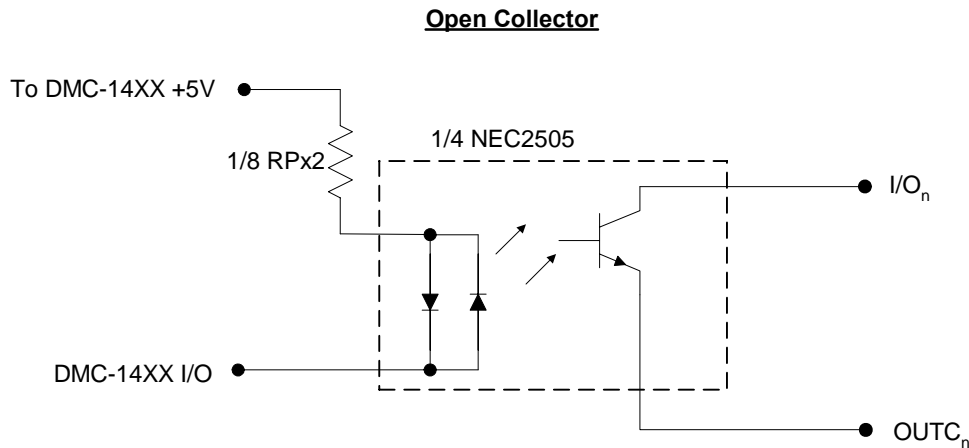 Open Collector
To DMC-14XX +5V
1/4 NEC2505
1/8 RPx2
I/On
DMC-14XX I/O
OUTCn